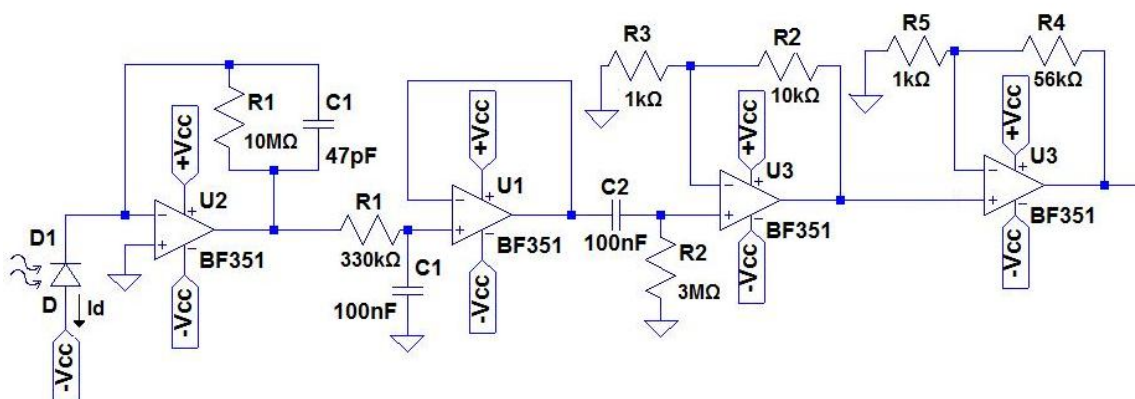 R3
1kΩ
R2
10kΩ
R5
1kΩ
R4
56kΩ
R1
10MΩ
C1
47pF
+Vcc
U2
BF351
-Vcc
D1
D
Id
-Vcc
R1
330kΩ
C1
100nF
+Vcc
U1
BF351
-Vcc
C2
100nF
R2
3MΩ
+Vcc
U3
BF351
-Vcc
+Vcc
U3
BF351
-Vcc